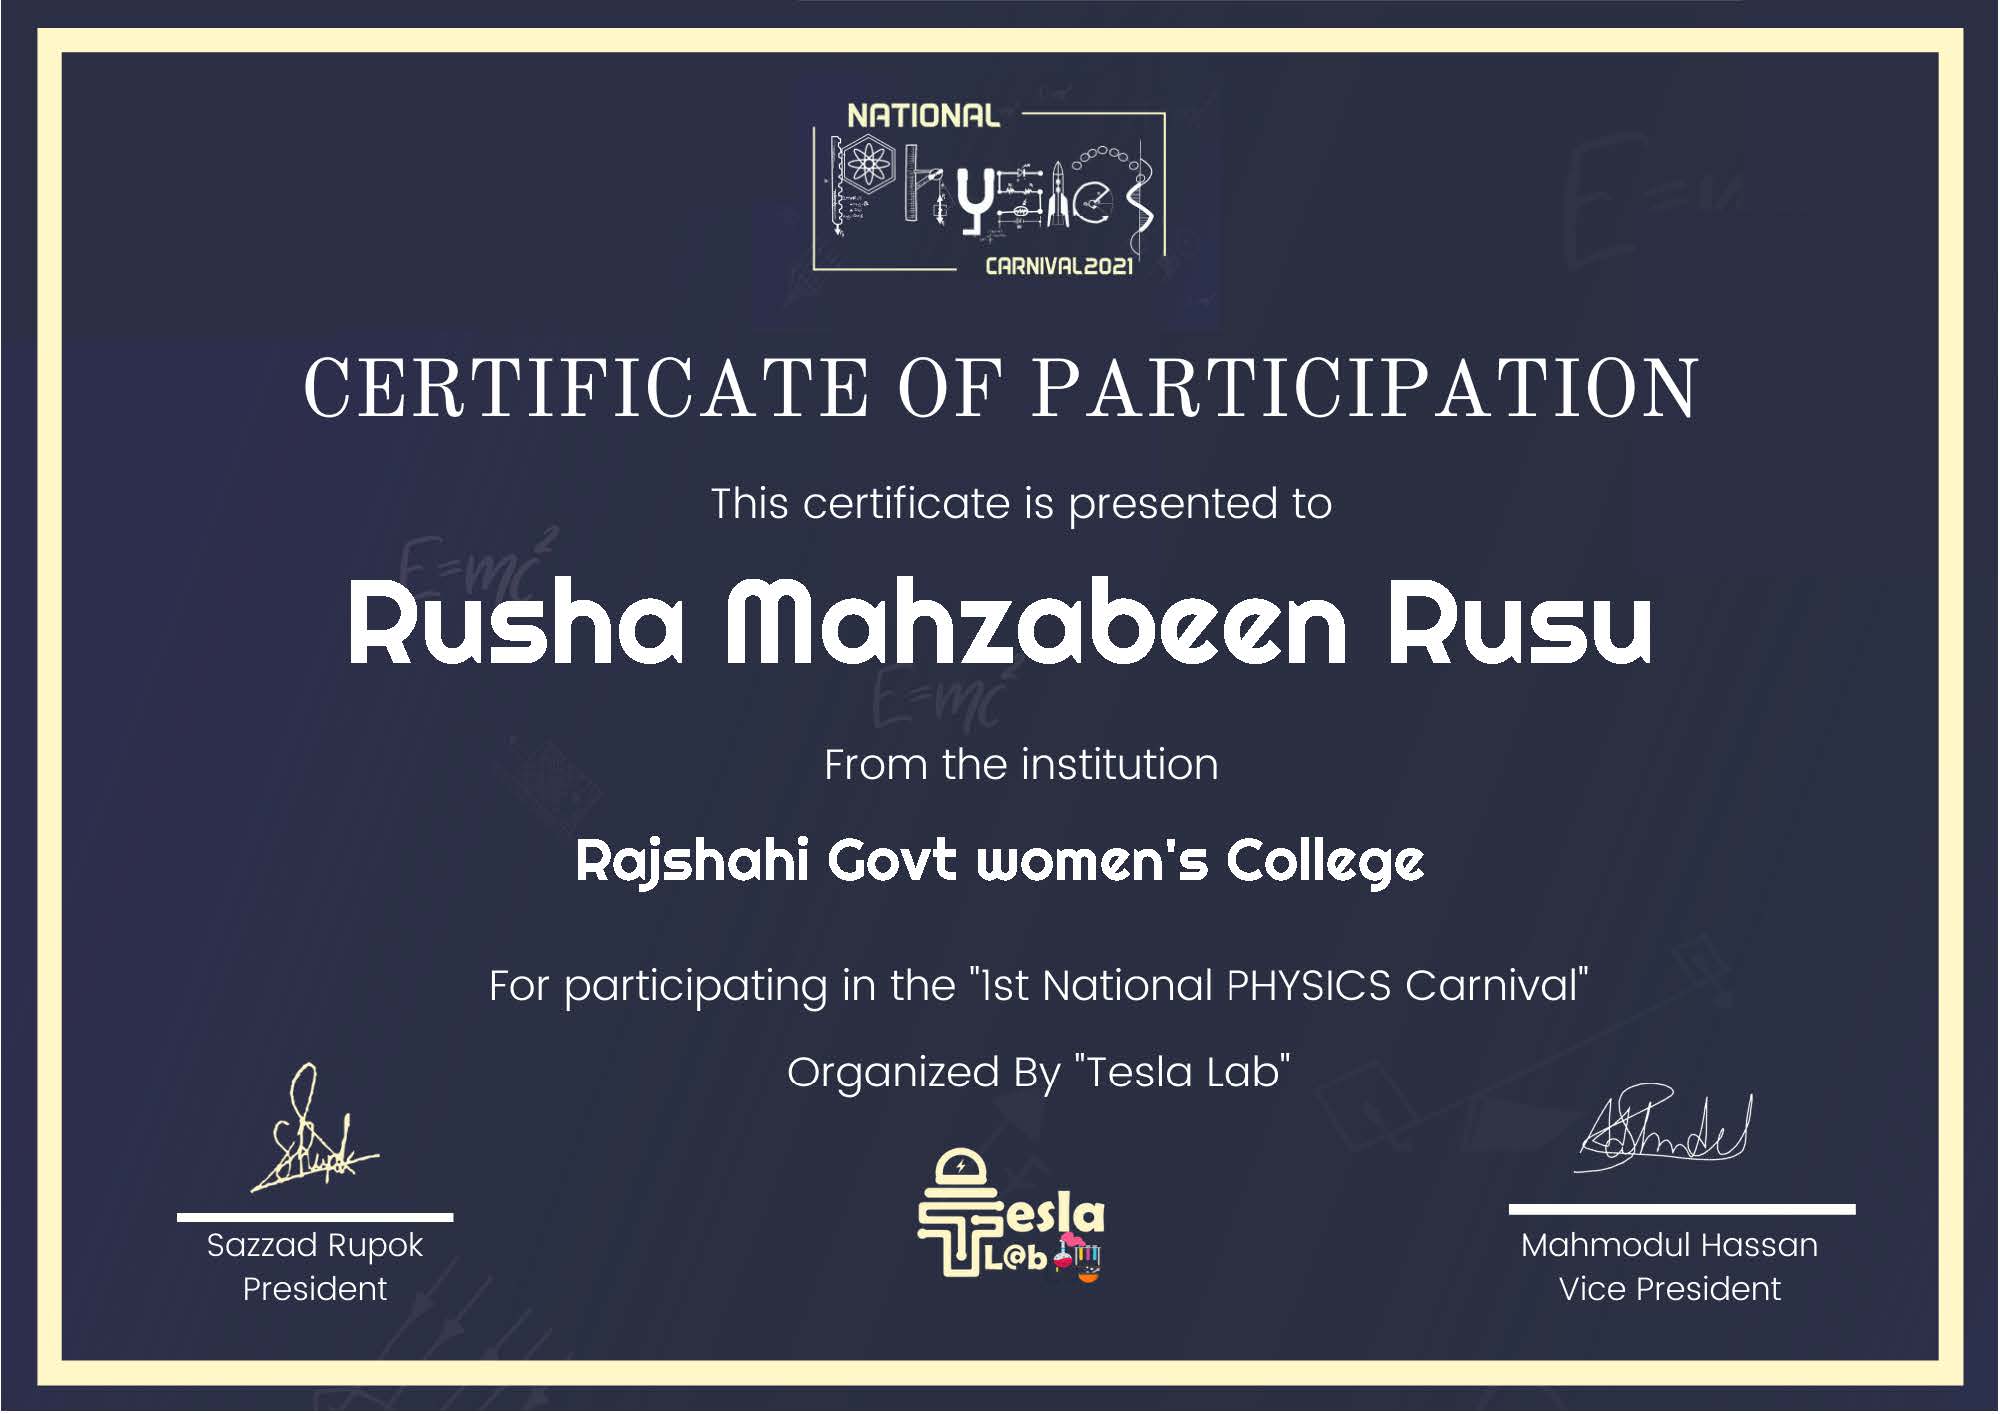 NATIONAL
Physics
CARNIVAL2021
CERTIFICATE OF PARTICIPATION
This certificate is presented to
E=mc²
Rusha Mahzabeen Rusu
E=mc²
From the institution
Rajshahi Govt women's College
For participating in the "1st National PHYSICS Carnival"
Organized By "Tesla Lab"
Tesla
L@b
Sazzad Rupok
President
Mahmodul Hassan
Vice President